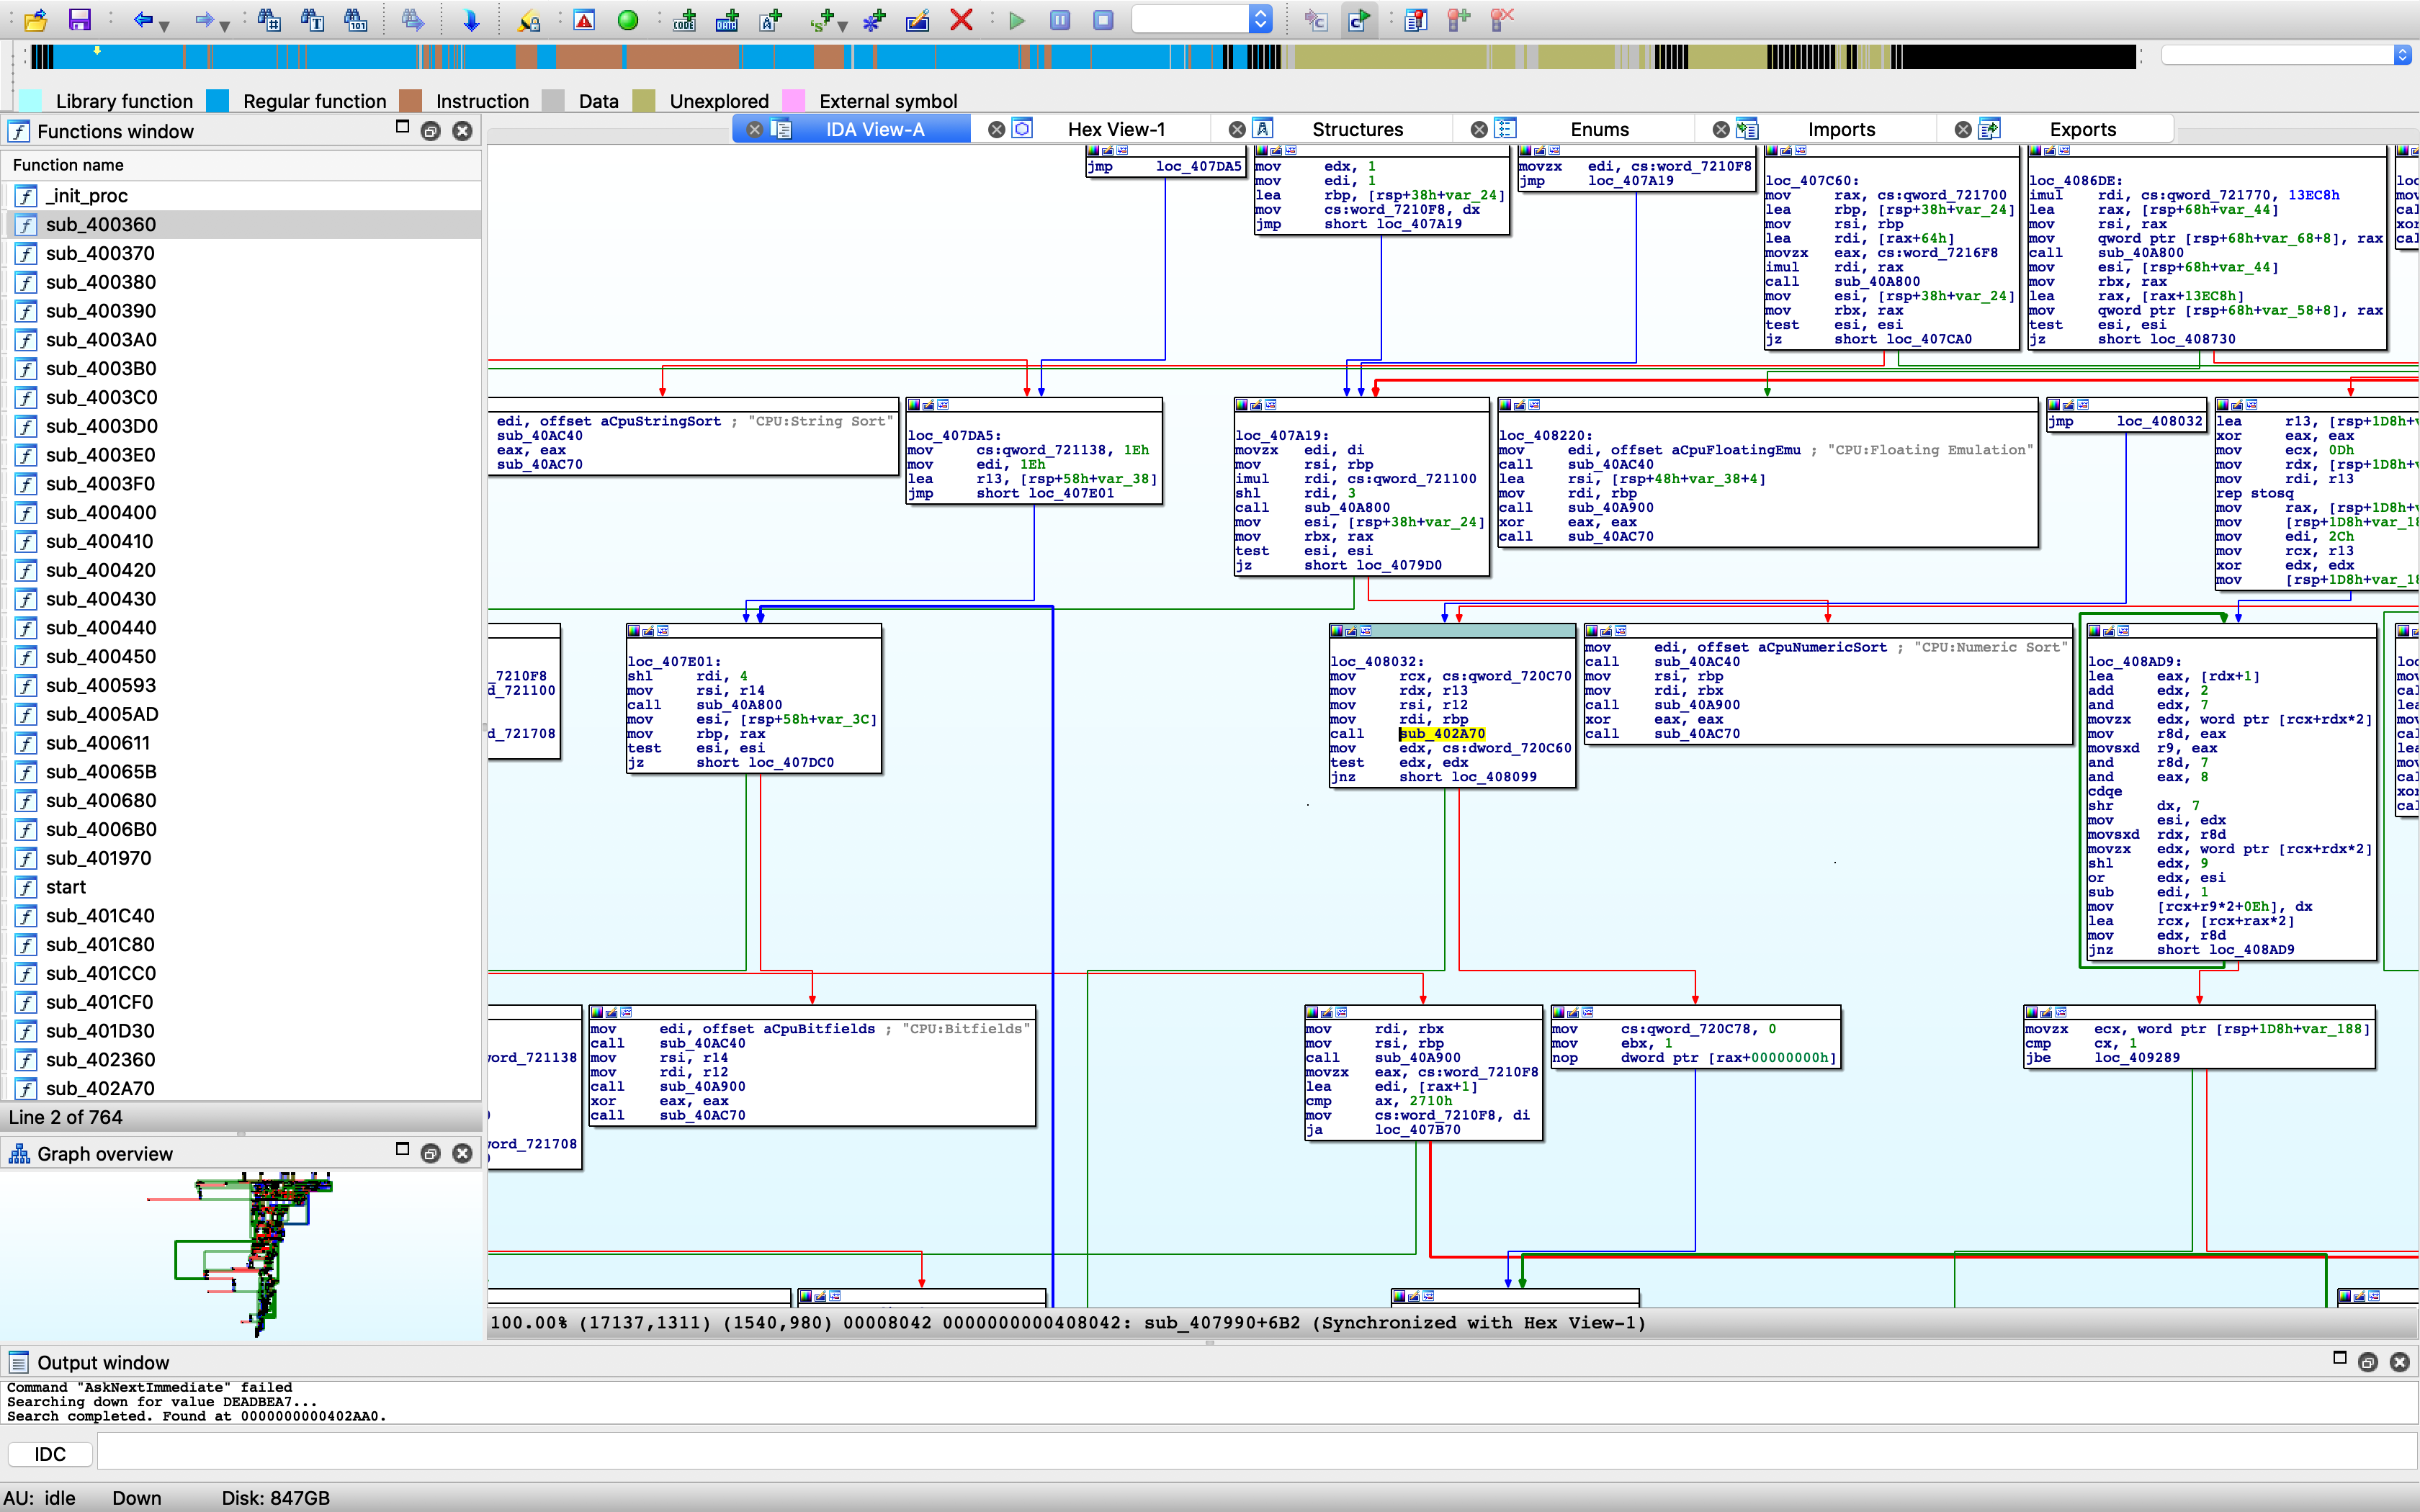 Library function Regular function Instruction Data Unexplored External symbol
Functions window
Function name
_init_proc
sub_400360
sub_400370
sub_400380
sub_400390
sub_4003A0
sub_4003B0
sub_4003C0
sub_4003D0
sub_4003E0
sub_4003F0
sub_400400
sub_400410
sub_400420
sub_400430
sub_400440
sub_400450
sub_400593
sub_4005AD
sub_400611
sub_40065B
sub_400680
sub_4006B0
sub_401970
start
sub_401C40
sub_401C80
sub_401CC0
sub_401CF0
sub_401D30
sub_402360
sub_402A70
Line 2 of 764
Graph overview
IDA View-A Hex View-1 Structures Enums Imports Exports
jmp loc_407DA5
mov edx, 1
mov edi, 1
lea rbp, [rsp+38h+var_24]
mov cs:word_7210F8, dx
jmp short loc_407A19
movzx edi, cs:word_7210F8
jmp loc_407A19
loc_407C60:
mov rax, cs:qword_721700
lea rbp, [rsp+38h+var_24]
mov rsi, rbp
lea rdi, [rax+64h]
movzx eax, cs:word_7216F8
imul rdi, rax
call sub_40A800
mov esi, [rsp+38h+var_24]
mov rbx, rax
test esi, esi
jz short loc_407CA0
loc_4086DE:
imul rdi, cs:qword_721770, 13EC8h
lea rax, [rsp+68h+var_44]
mov rsi, rax
mov qword ptr [rsp+68h+var_68+8], rax
call sub_40A800
mov esi, [rsp+68h+var_44]
mov rbx, rax
lea rax, [rax+13EC8h]
mov qword ptr [rsp+68h+var_58+8], rax
test esi, esi
jz short loc_408730
edi, offset aCpuStringSort ; "CPU:String Sort"
sub_40AC40
eax, eax
sub_40AC70
loc_407DA5:
mov cs:qword_721138, 1Eh
mov edi, 1Eh
lea r13, [rsp+58h+var_38]
jmp short loc_407E01
loc_407A19:
movzx edi, di
mov rsi, rbp
imul rdi, cs:qword_721100
shl rdi, 3
call sub_40A800
mov esi, [rsp+38h+var_24]
mov rbx, rax
test esi, esi
jz short loc_4079D0
loc_408220:
mov edi, offset aCpuFloatingEmu ; "CPU:Floating Emulation"
call sub_40AC40
lea rsi, [rsp+48h+var_38+4]
mov rdi, rbp
call sub_40A900
xor eax, eax
call sub_40AC70
jmp loc_408032
lea r13, [rsp+1D8h+v
xor eax, eax
mov ecx, 0Dh
mov rdx, [rsp+1D8h+v
mov rdi, r13
rep stosq
mov rax, [rsp+1D8h+v
mov [rsp+1D8h+var_18
mov edi, 2Ch
mov rcx, r13
xor edx, edx
mov [rsp+1D8h+var_18
_7210F8
d_721100
d_721708
loc_407E01:
shl rdi, 4
mov rsi, r14
call sub_40A800
mov esi, [rsp+58h+var_3C]
mov rbp, rax
test esi, esi
jz short loc_407DC0
loc_408032:
mov rcx, cs:qword_720C70
mov rdx, r13
mov rsi, r12
mov rdi, rbp
call sub_402A70
mov edx, cs:dword_720C60
test edx, edx
jnz short loc_408099
mov edi, offset aCpuNumericSort ; "CPU:Numeric Sort"
call sub_40AC40
mov rsi, rbp
mov rdi, rbx
call sub_40A900
xor eax, eax
call sub_40AC70
loc_408AD9:
lea eax, [rdx+1]
add edx, 2
and edx, 7
movzx edx, word ptr [rcx+rdx*2]
mov r8d, eax
movsxd r9, eax
and r8d, 7
and eax, 8
cdqe
shr dx, 7
mov esi, edx
movsxd rdx, r8d
movzx edx, word ptr [rcx+rdx*2]
shl edx, 9
or edx, esi
sub edi, 1
mov [rcx+r9*2+0Eh], dx
lea rcx, [rcx+rax*2]
mov edx, r8d
jnz short loc_408AD9
word_721138
word_721708
mov edi, offset aCpuBitfields ; "CPU:Bitfields"
call sub_40AC40
mov rsi, r14
mov rdi, r12
call sub_40A900
xor eax, eax
call sub_40AC70
mov rdi, rbx
mov rsi, rbp
call sub_40A900
movzx eax, cs:word_7210F8
lea edi, [rax+1]
cmp ax, 2710h
mov cs:word_7210F8, di
ja loc_407B70
mov cs:qword_720C78, 0
mov ebx, 1
nop dword ptr [rax+00000000h]
movzx ecx, word ptr [rsp+1D8h+var_188]
cmp cx, 1
jbe loc_409289
100.00% (17137,1311) (1540,980) 00008042 0000000000408042: sub_407990+6B2 (Synchronized with Hex View-1)
Output window
Command "AskNextImmediate" failed
Searching down for value DEADBEA7...
Search completed. Found at 0000000000402AA0.
IDC
AU: idle Down Disk: 847GB